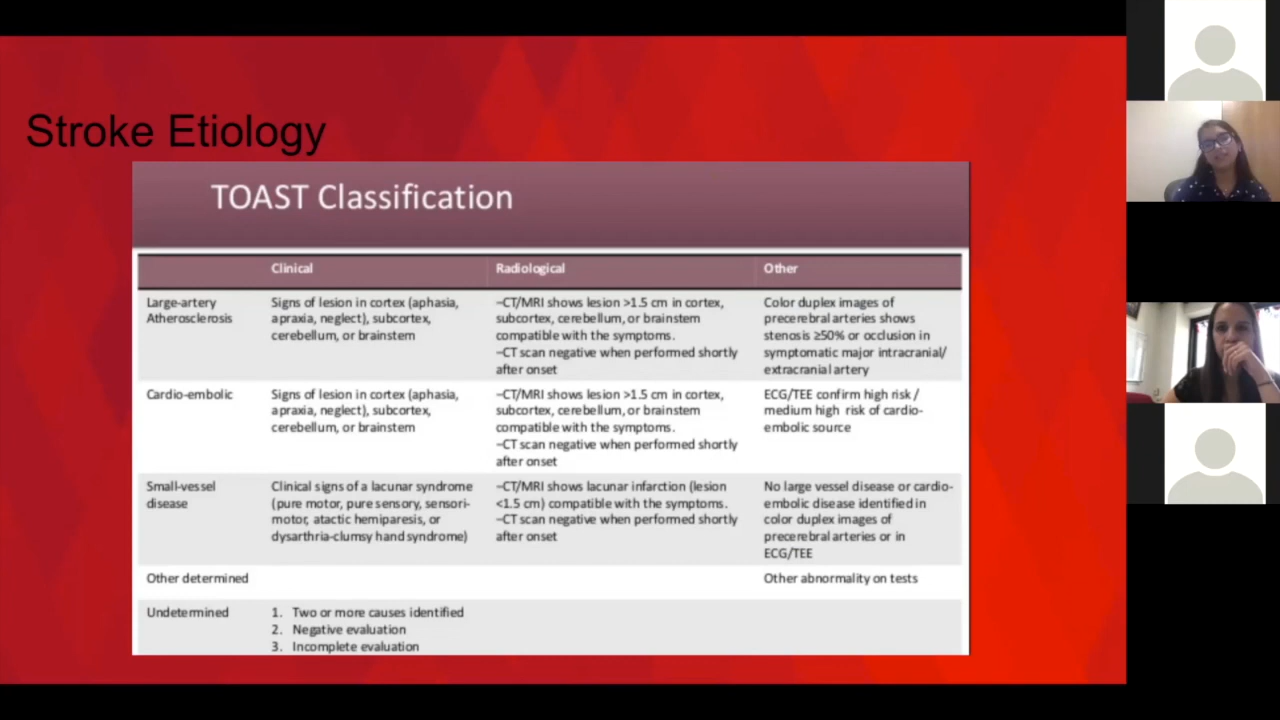 Stroke Etiology
TOAST Classification
Clinical
Radiological
Other
Large-artery
Atherosclerosis
Signs of lesion in cortex (aphasia,
apraxia, neglect), subcortex,
cerebellum, or brainstem
–CT/MRI shows lesion >1.5 cm in cortex,
subcortex, cerebellum, or brainstem
compatible with the symptoms.
–CT scan negative when performed shortly
after onset
Color duplex images of
precerebral arteries shows
stenosis ≥50% or occlusion in
symptomatic major intracranial/
extracranial artery
Cardio-embolic
Signs of lesion in cortex (aphasia,
apraxia, neglect), subcortex,
cerebellum, or brainstem
–CT/MRI shows lesion >1.5 cm in cortex,
subcortex, cerebellum, or brainstem
compatible with the symptoms.
–CT scan negative when performed shortly
after onset
ECG/TEE confirm high risk /
medium high risk of cardio-
embolic source
Small-vessel
disease
Clinical signs of a lacunar syndrome
(pure motor, pure sensory, sensori-
motor, atactic hemiparesis, or
dysarthria-clumsy hand syndrome)
–CT/MRI shows lacunar infarction (lesion
<1.5 cm) compatible with the symptoms.
–CT scan negative when performed shortly
after onset
No large vessel disease or cardio-
embolic disease identified in
color duplex images of
precerebral arteries or in
ECG/TEE
Other determined
Other abnormality on tests
Undetermined
1. Two or more causes identified
2. Negative evaluation
3. Incomplete evaluation